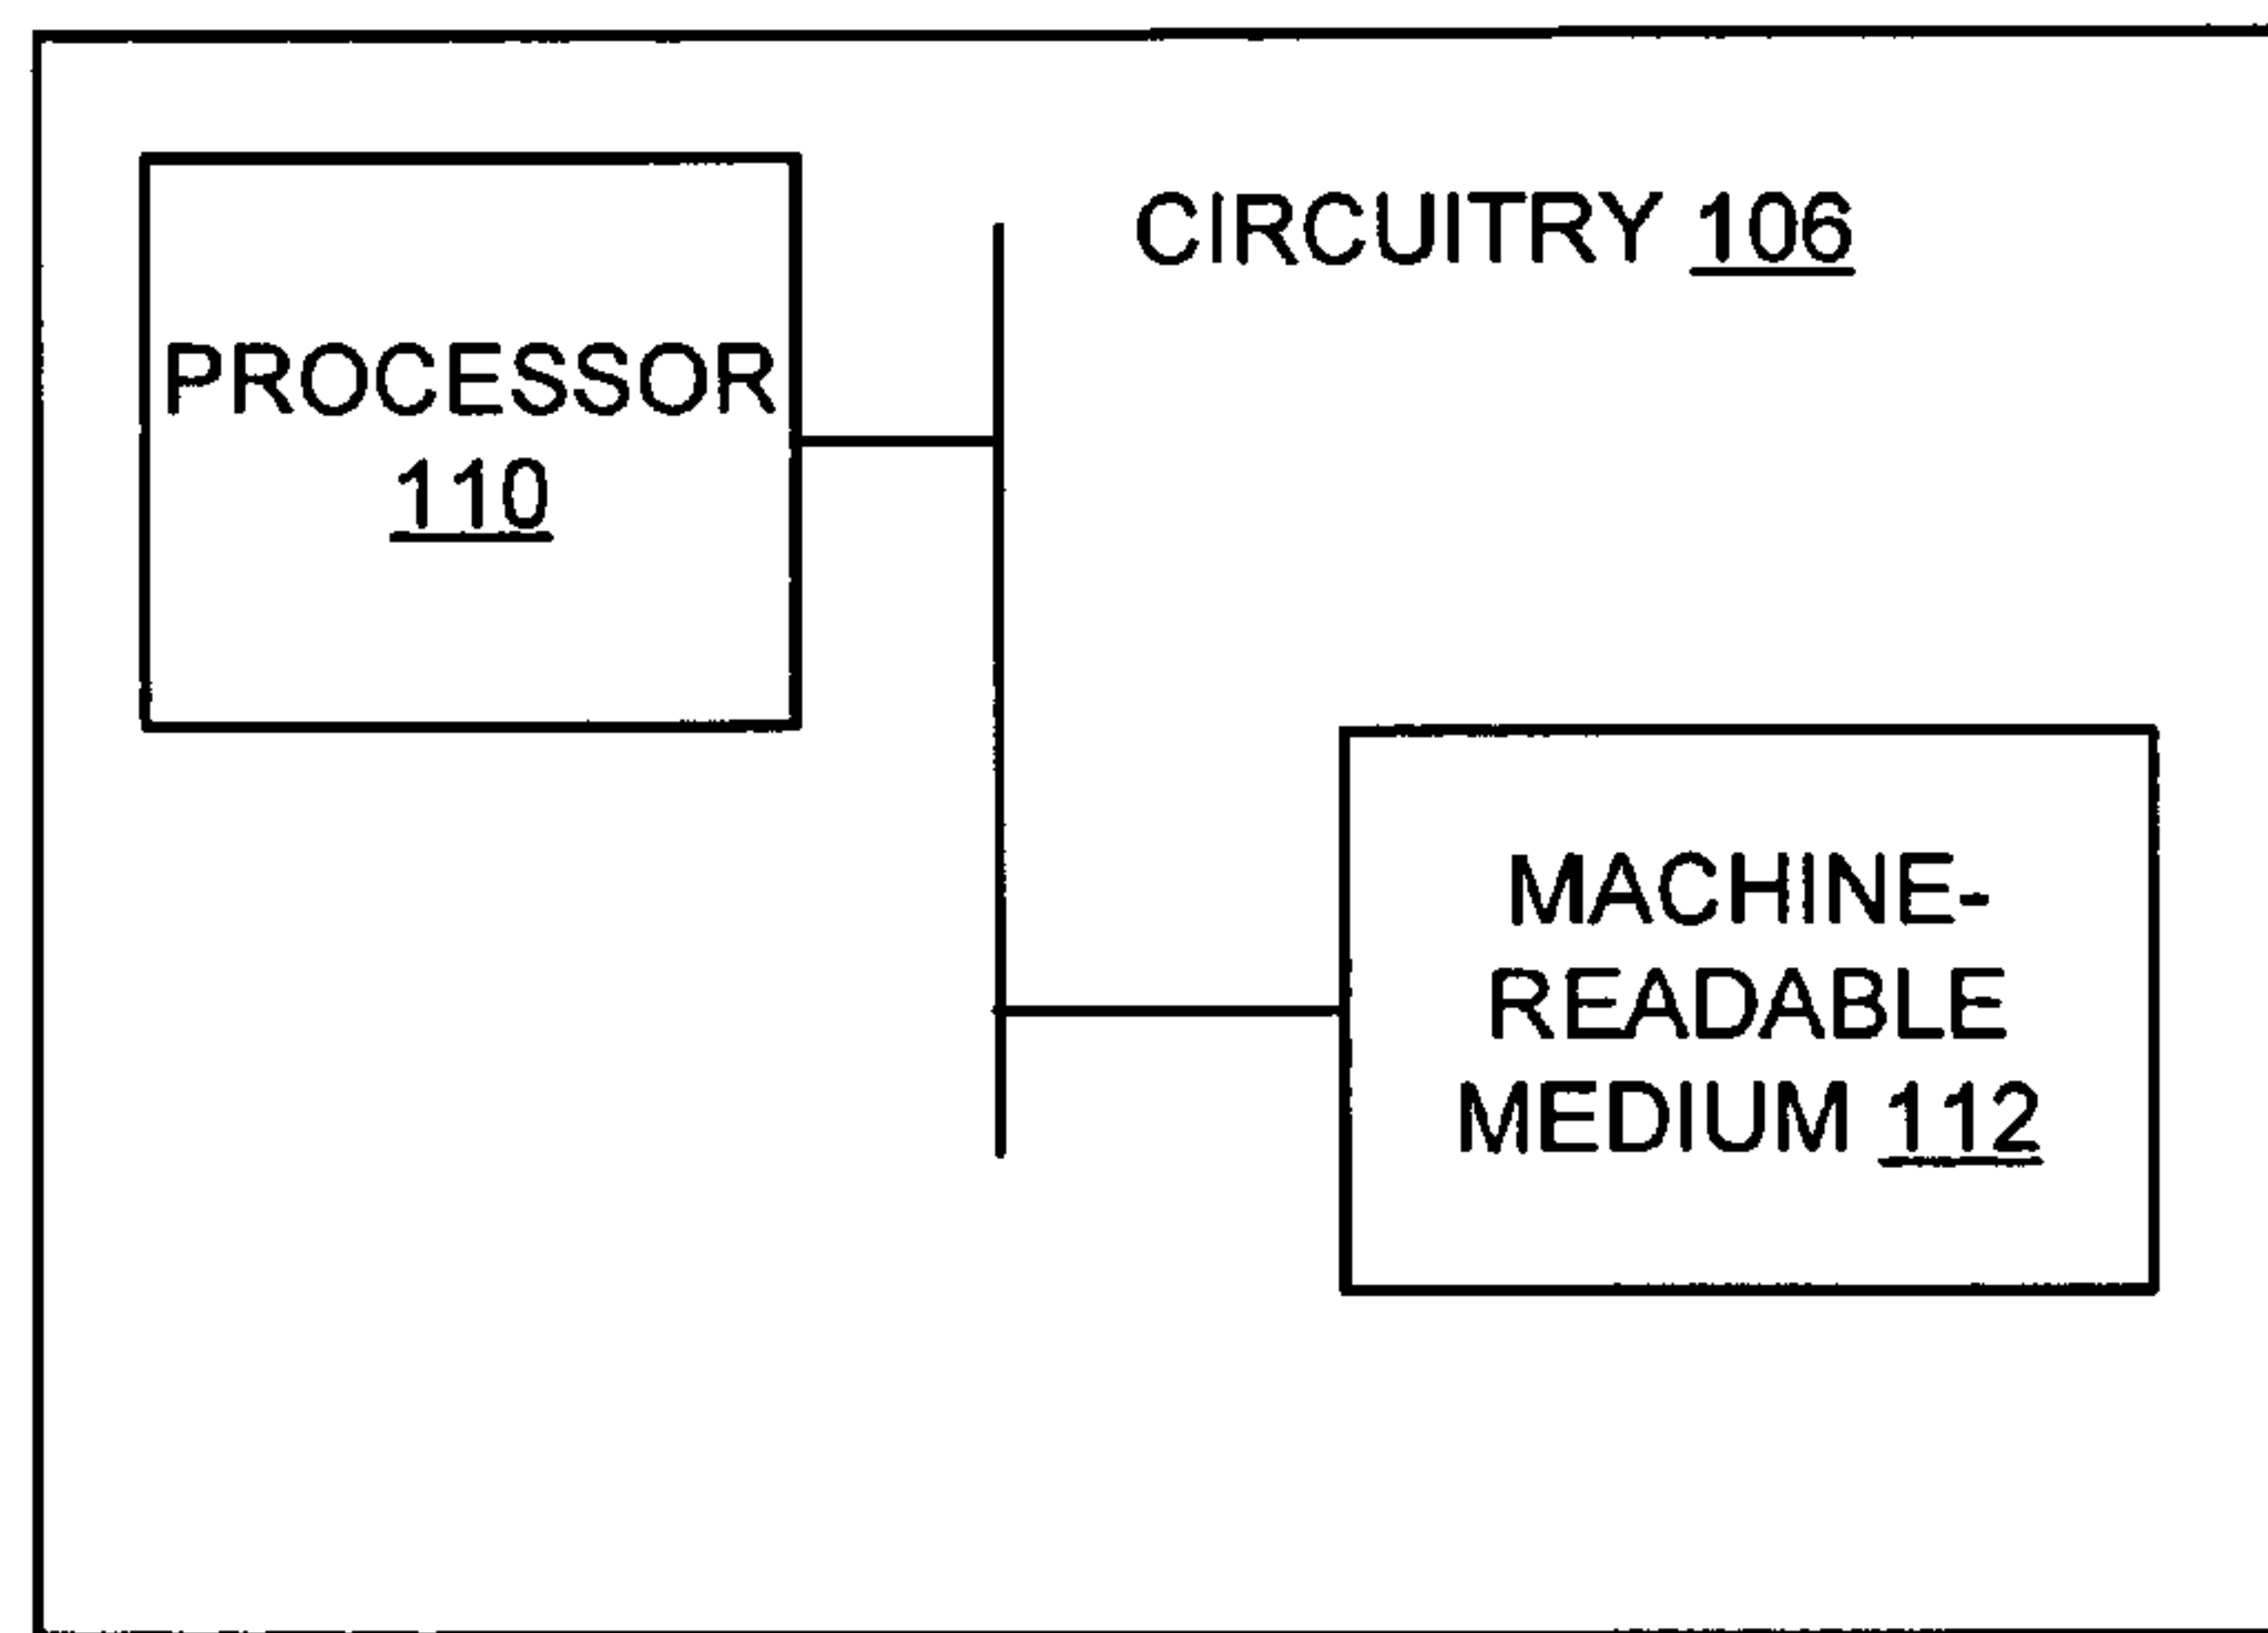 CIRCUITRY 106
PROCESSOR
110
MACHINE-
READABLE
MEDIUM 112